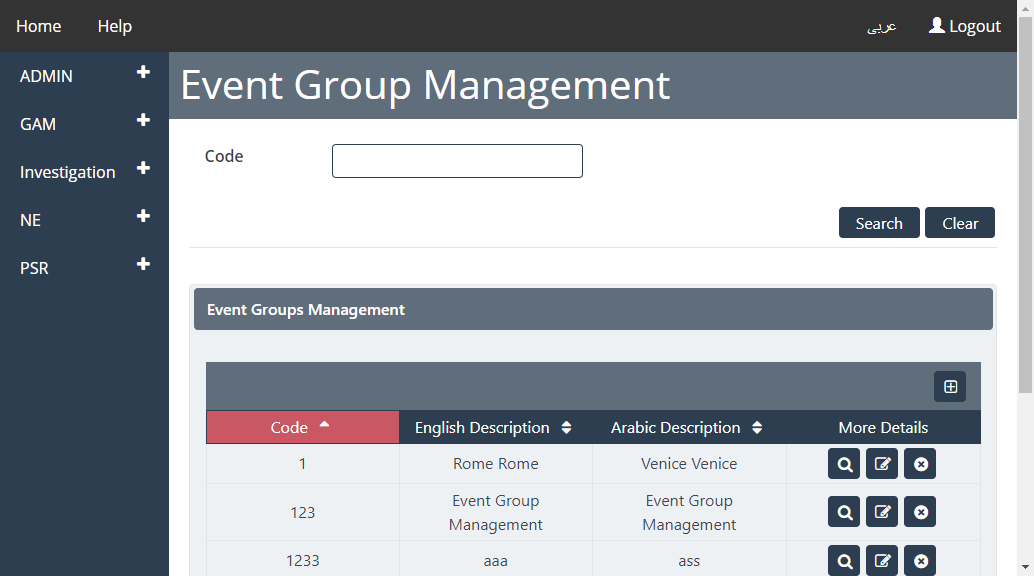 Home Help عربى Logout
ADMIN
GAM
Investigation
NE
PSR
Event Group Management
Code
Search Clear
Event Groups Management
Code English Description Arabic Description More Details
1 Rome Rome Venice Venice
123 Event Group Management Event Group Management
1233 aaa ass